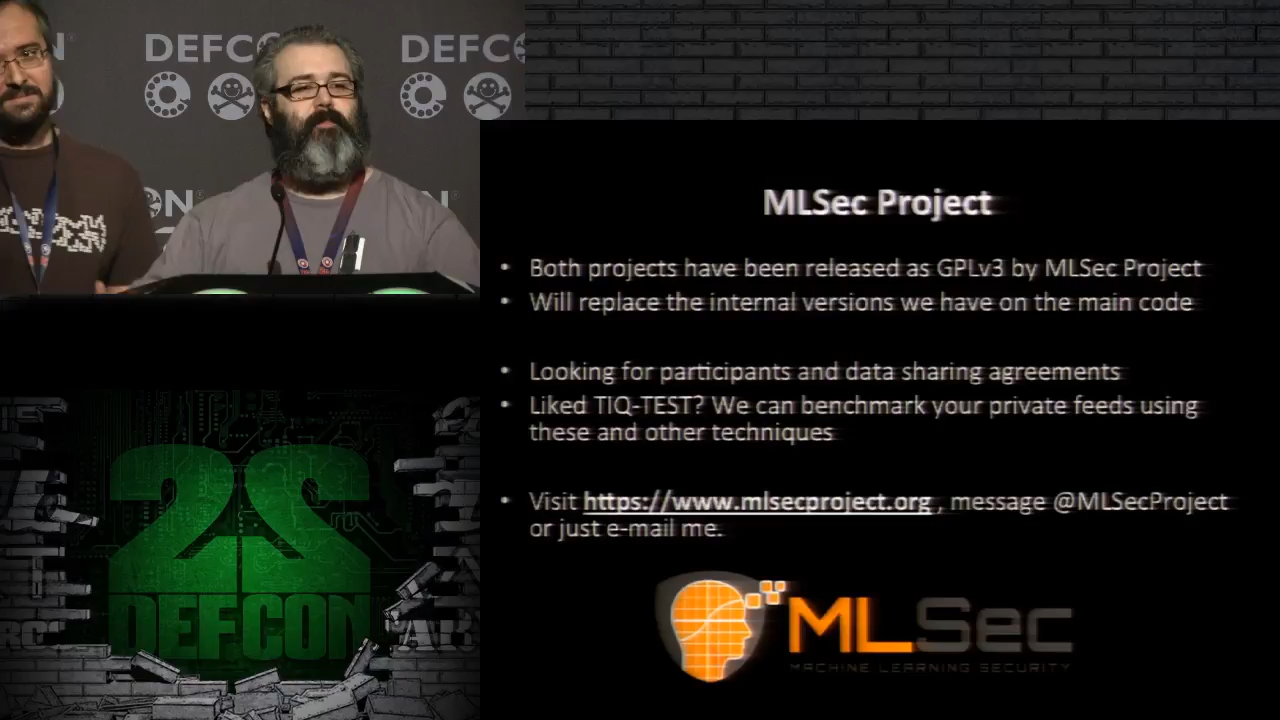 DEFCON
DEFC
MLSec Project
• Both projects have been released as GPLv3 by MLSec Project
• Will replace the internal versions we have on the main code
• Looking for participants and data sharing agreements
• Liked TIQ-TEST? We can benchmark your private feeds using
these and other techniques
• Visit https://www.mlsecproject.org , message @MLSecProject
or just e-mail me.
MLSec
MACHINE LEARNING SECURITY
22
DEFCON